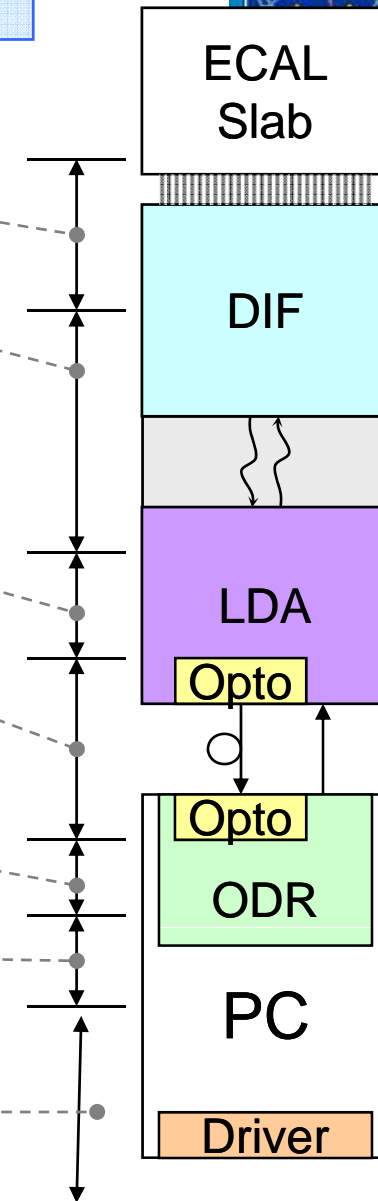 ECAL
Slab
DIF
LDA
Opto
Opto
ODR
PC
Driver